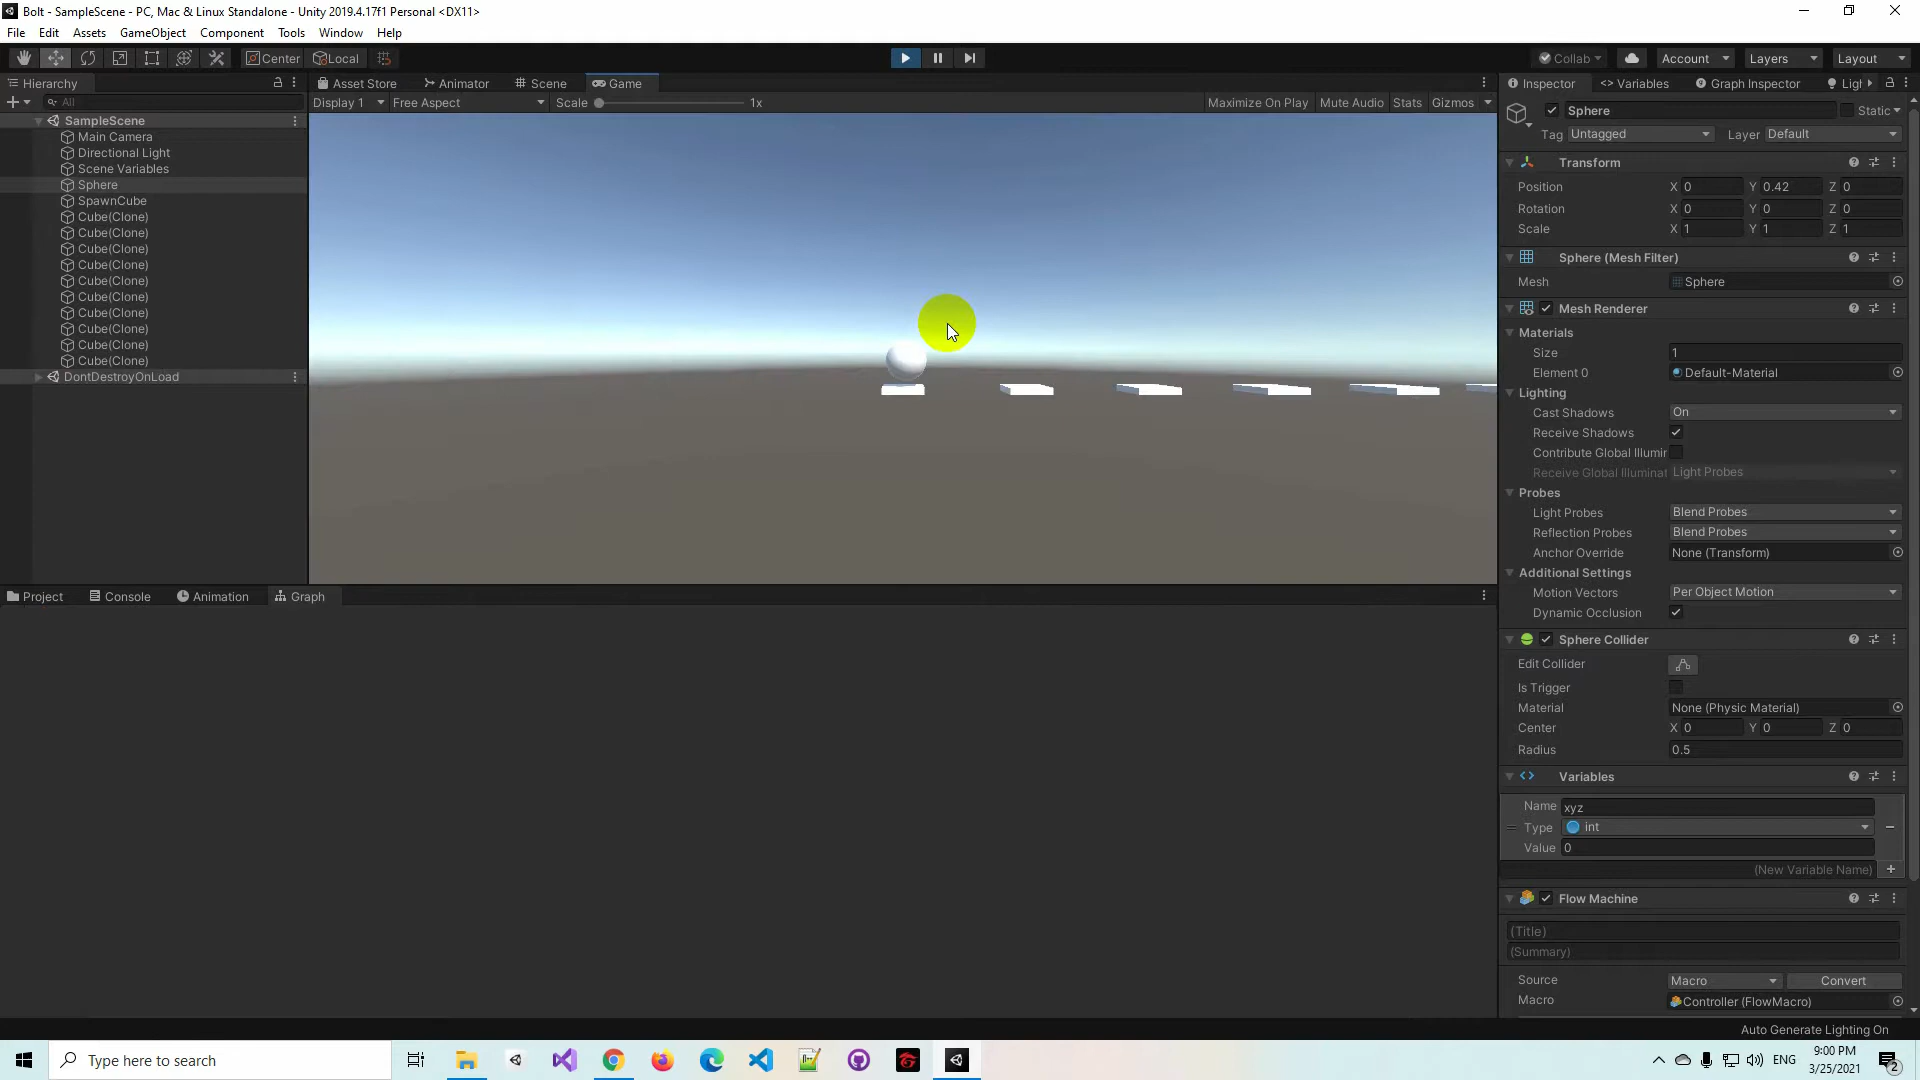 Bolt - SampleScene - PC, Mac & Linux Standalone - Unity 2019.4.17f1 Personal <DX11>
File Edit Assets GameObject Component Tools Window Help
Center Local Collab Account Layers Layout
Hierarchy Asset Store Animator Scene Game Inspector Variables Graph Inspector Ligh
All Display 1 Free Aspect Scale 1x Maximize On Play Mute Audio Stats Gizmos
Sphere Static
SampleScene
Main Camera
Directional Light
Scene Variables
Sphere
SpawnCube
Cube(Clone)
Cube(Clone)
Cube(Clone)
Cube(Clone)
Cube(Clone)
Cube(Clone)
Cube(Clone)
Cube(Clone)
Cube(Clone)
Cube(Clone)
DontDestroyOnLoad
Tag Untagged Layer Default
Transform
Position X 0 Y 0.42 Z 0
Rotation X 0 Y 0 Z 0
Scale X 1 Y 1 Z 1
Sphere (Mesh Filter)
Mesh Sphere
Mesh Renderer
Materials
Size 1
Element 0 Default-Material
Lighting
Cast Shadows On
Receive Shadows
Contribute Global Illumir
Receive Global Illuminat Light Probes
Probes
Light Probes Blend Probes
Reflection Probes Blend Probes
Anchor Override None (Transform)
Additional Settings
Motion Vectors Per Object Motion
Dynamic Occlusion
Sphere Collider
Edit Collider
Is Trigger
Material None (Physic Material)
Center X 0 Y 0 Z 0
Radius 0.5
Variables
Name xyz
Type int
Value 0
(New Variable Name)
Flow Machine
(Title)
(Summary)
Source Macro Convert
Macro Controller (FlowMacro)
Project Console Animation Graph
Auto Generate Lighting On
Type here to search
ENG
9:00 PM
3/25/2021
2